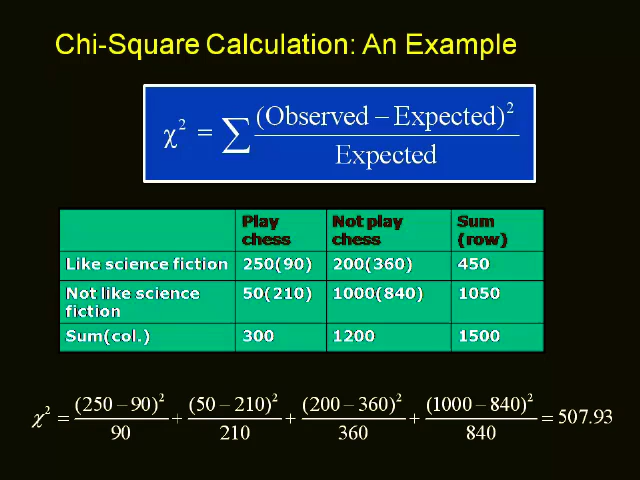 Chi-Square Calculation: An Example
χ² = ∑ (Observed − Expected)² / Expected
Play chess Not play chess Sum (row)
Like science fiction 250(90) 200(360) 450
Not like science fiction 50(210) 1000(840) 1050
Sum(col.) 300 1200 1500
χ² = (250 − 90)² / 90 + (50 − 210)² / 210 + (200 − 360)² / 360 + (1000 − 840)² / 840 = 507.93